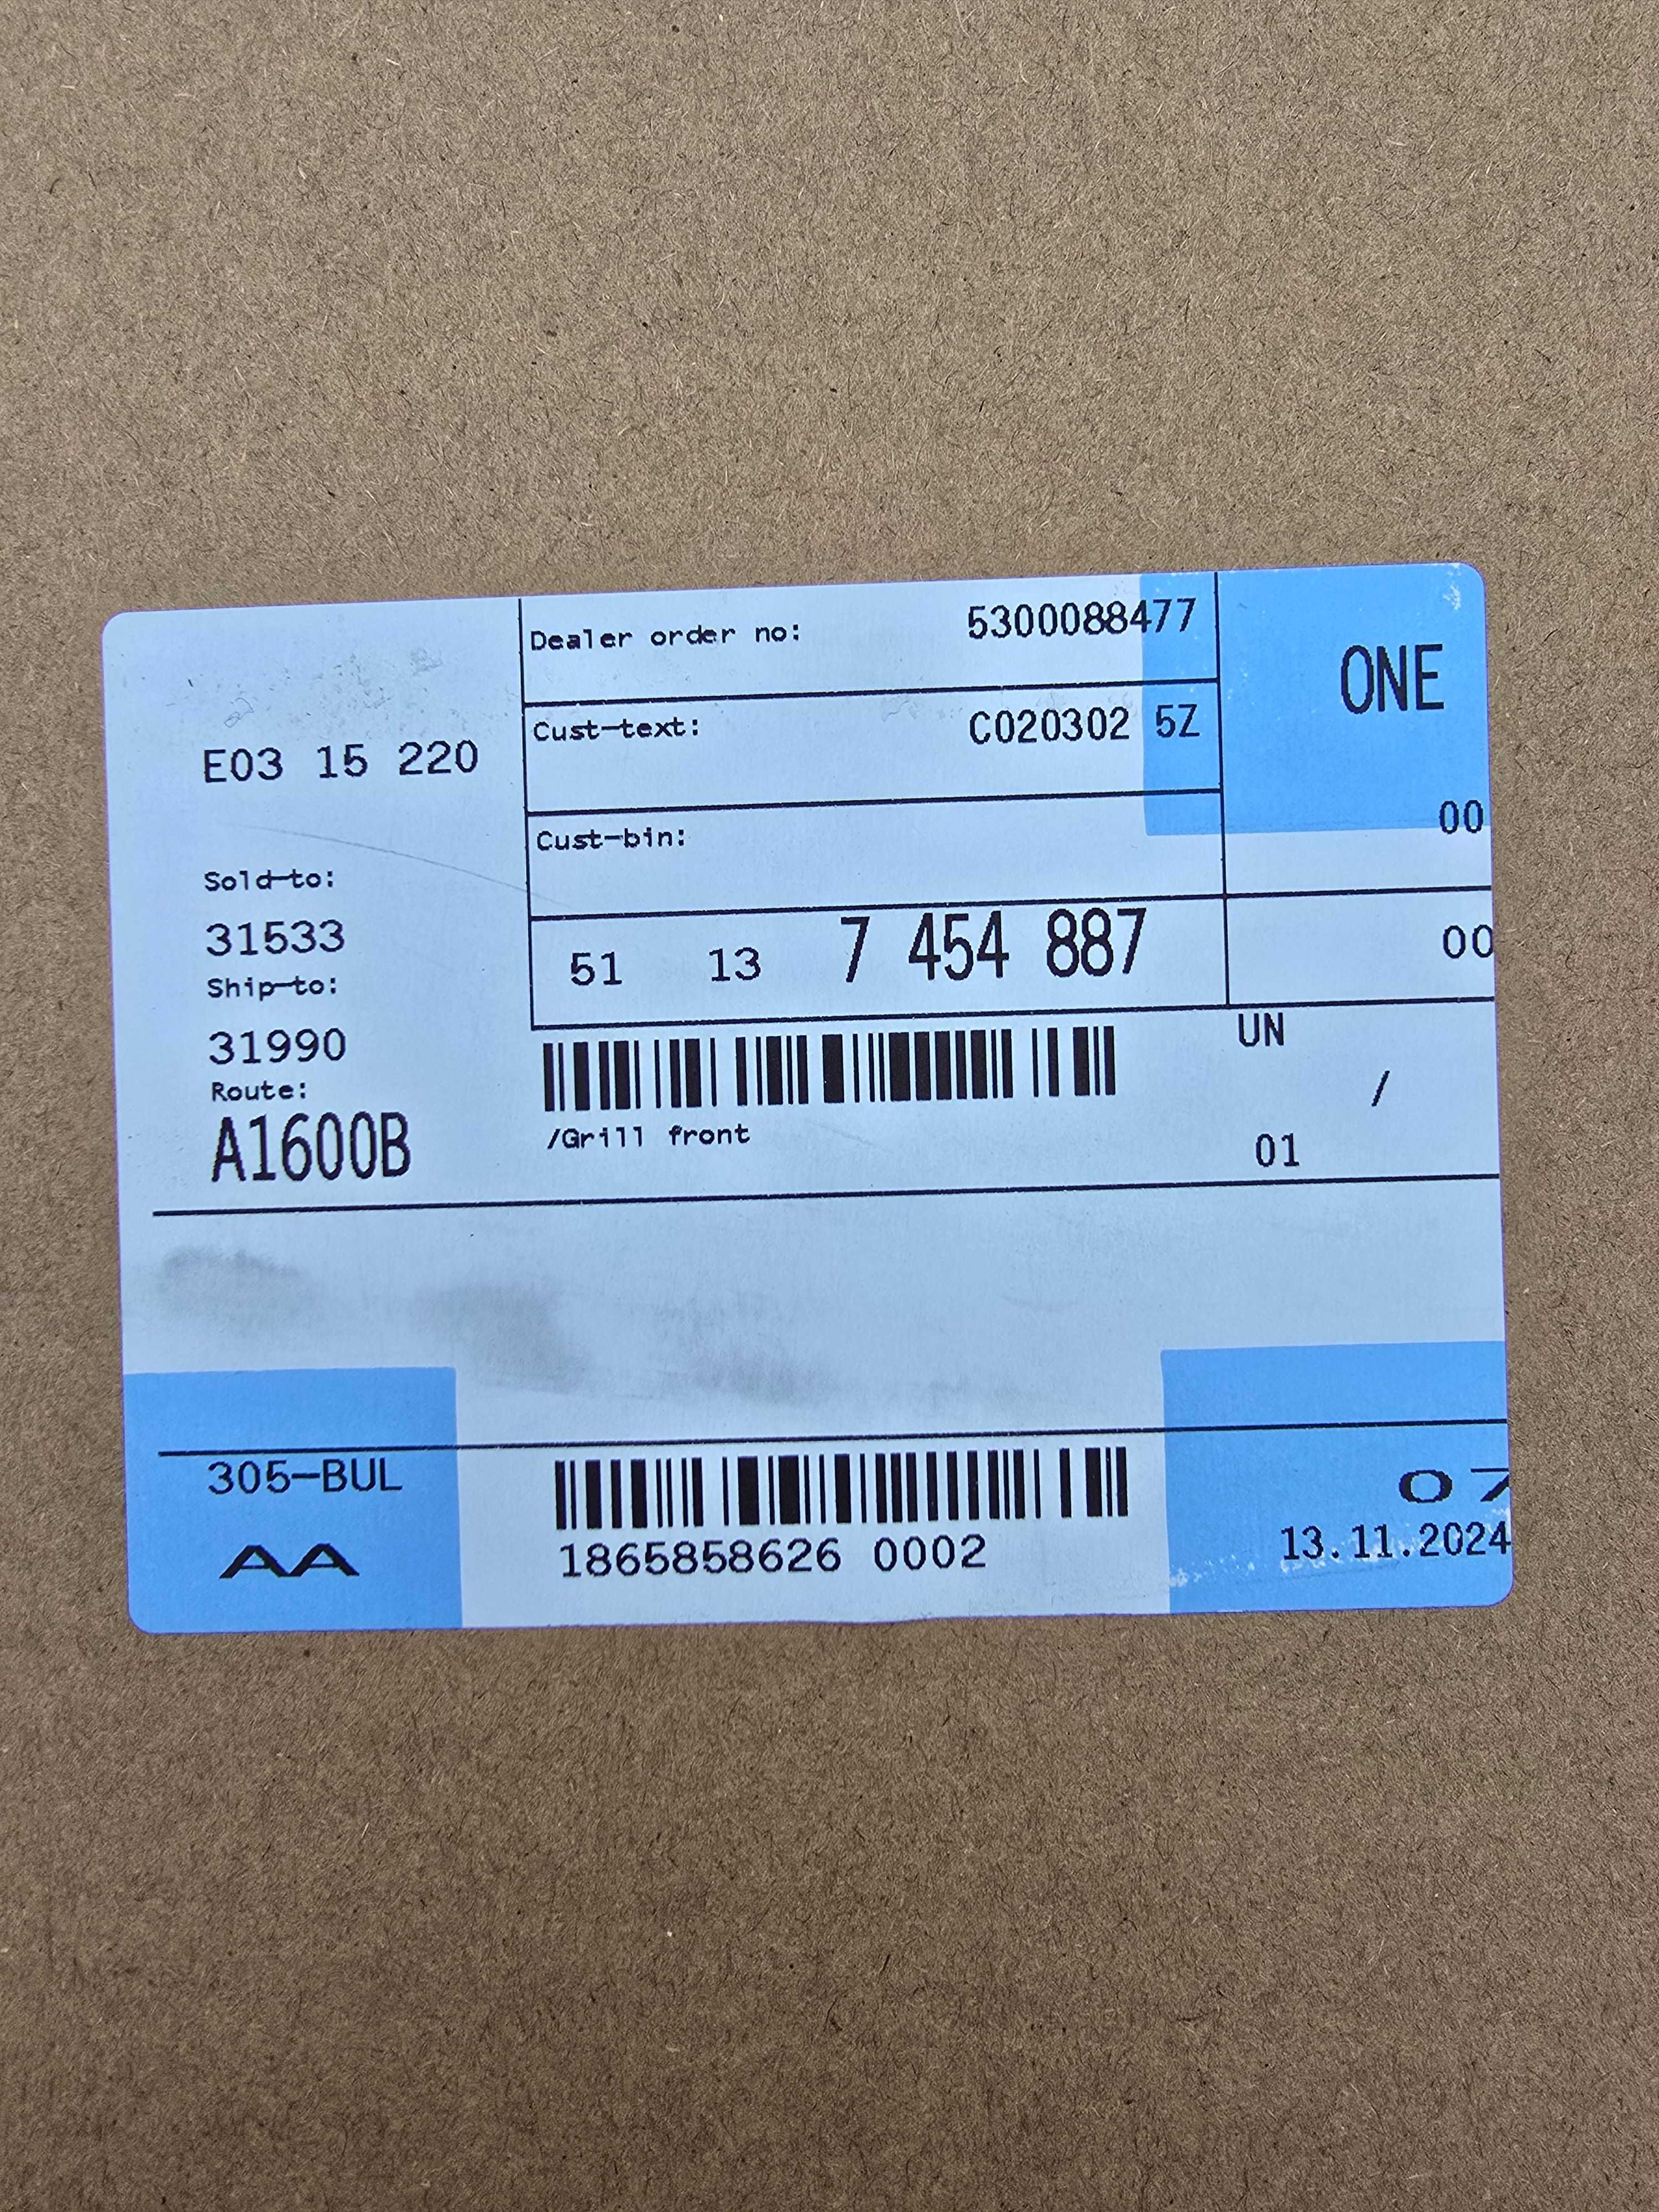 Dealer order no: 5300088477
ONE
Cust-text: C020302 5Z
E03 15 220
00
Cust-bin:
Sold-to:
31533
51 13 7 454 887
00
Ship-to:
31990
UN
Route:
/
A1600B
/Grill front
01
305-BUL
07
AA
1865858626 0002
13.11.2024